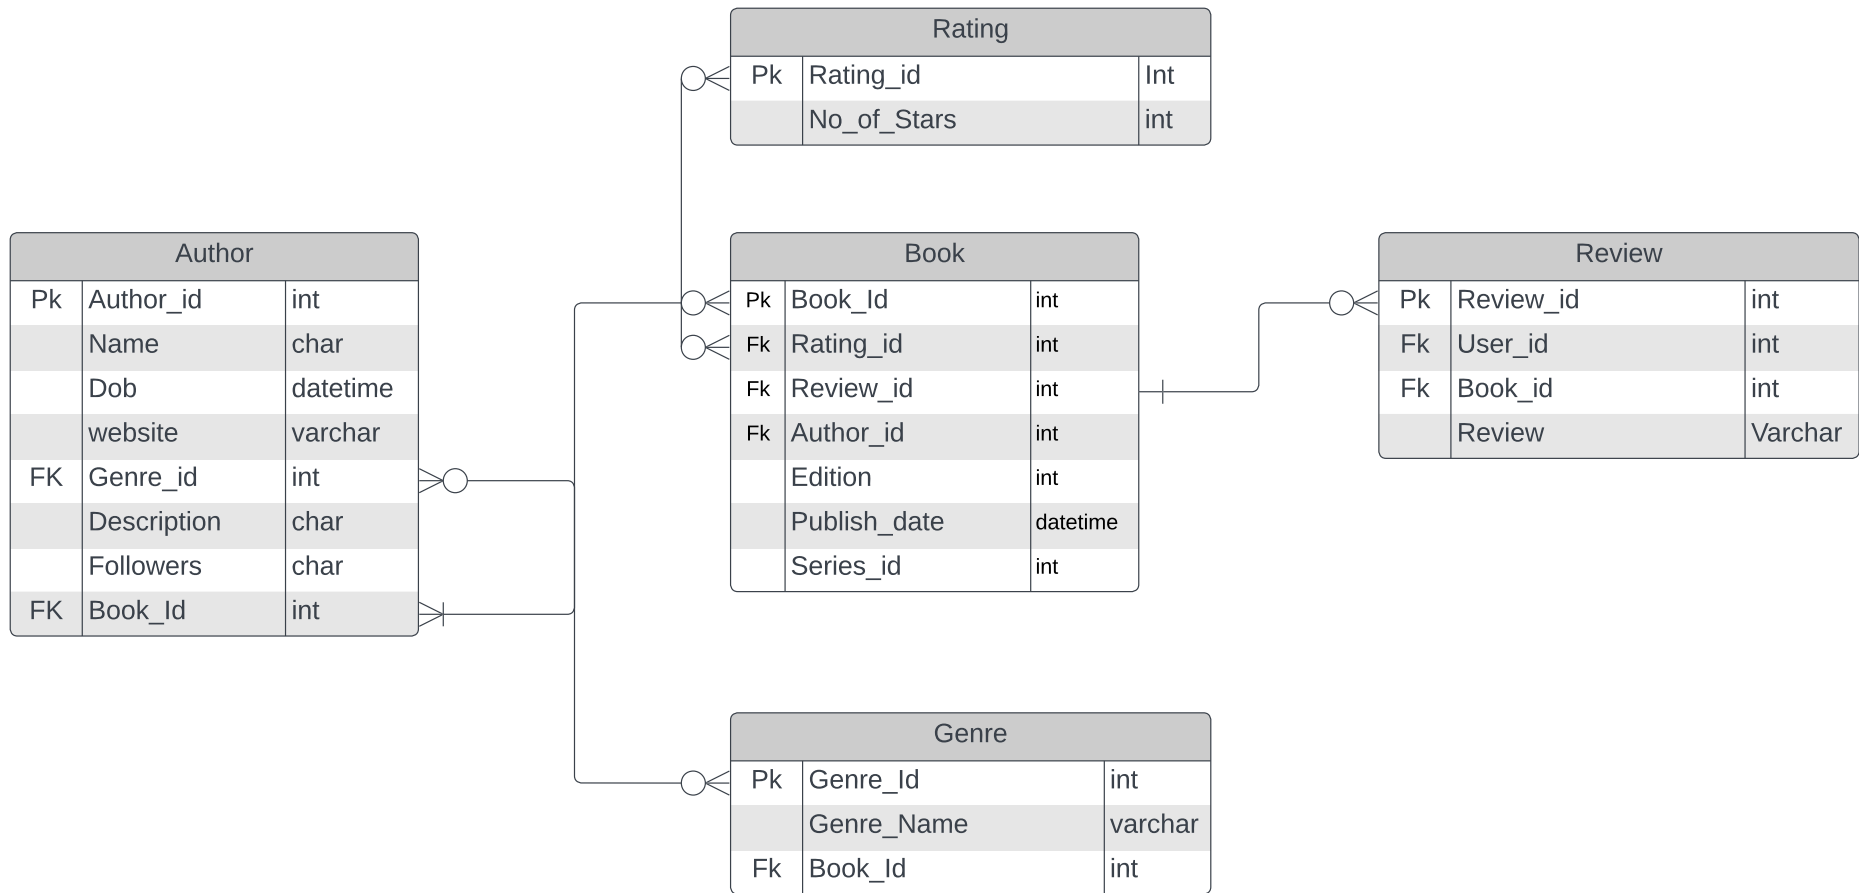 Rating
Pk Rating_id Int
No_of_Stars int
Author
Pk Author_id int
Name char
Dob datetime
website varchar
FK Genre_id int
Description char
Followers char
FK Book_Id int
Book
Pk Book_Id int
Fk Rating_id int
Fk Review_id int
Fk Author_id int
Edition int
Publish_date datetime
Series_id int
Review
Pk Review_id int
Fk User_id int
Fk Book_id int
Review Varchar
Genre
Pk Genre_Id int
Genre_Name varchar
Fk Book_Id int